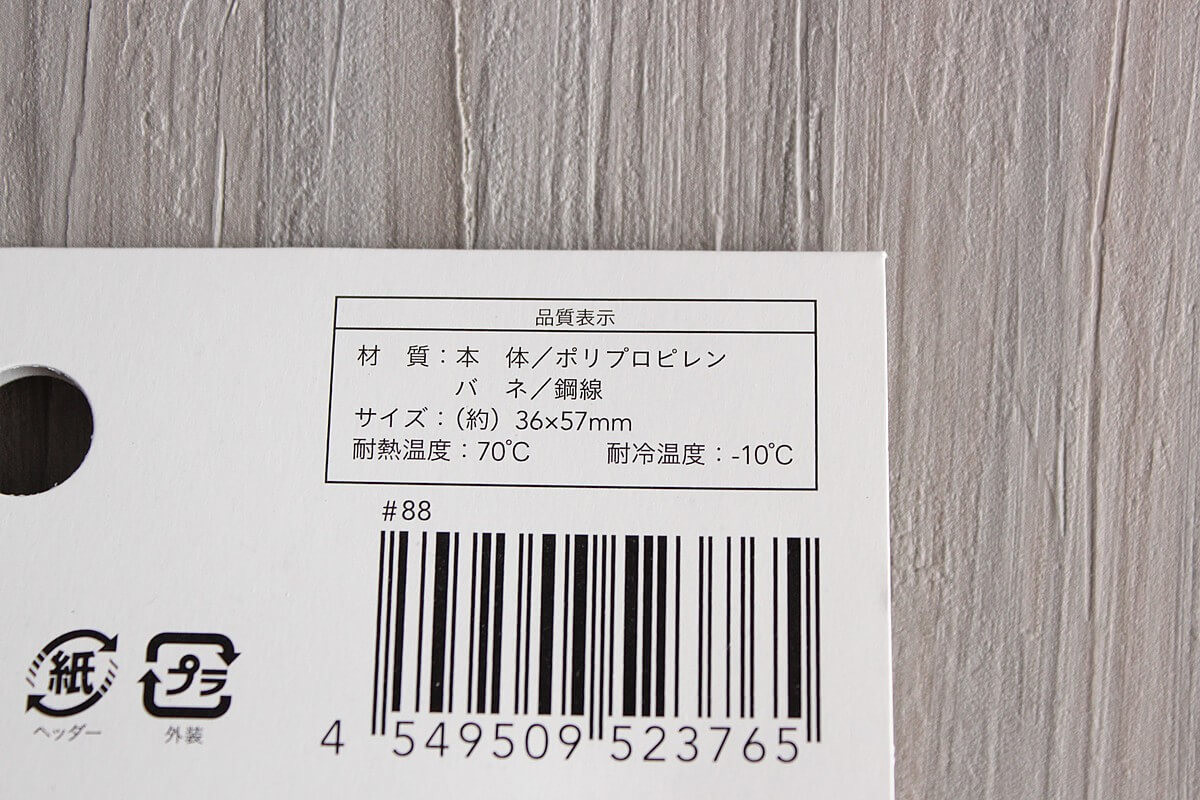 品質表示
材　質：本　体／ポリプロピレン
バ　ネ／鋼線
サイズ：（約）36×57mm
耐熱温度：70℃　　耐冷温度：-10℃
#88
紙
プラ
ヘッダー
外装
4 549509 523765